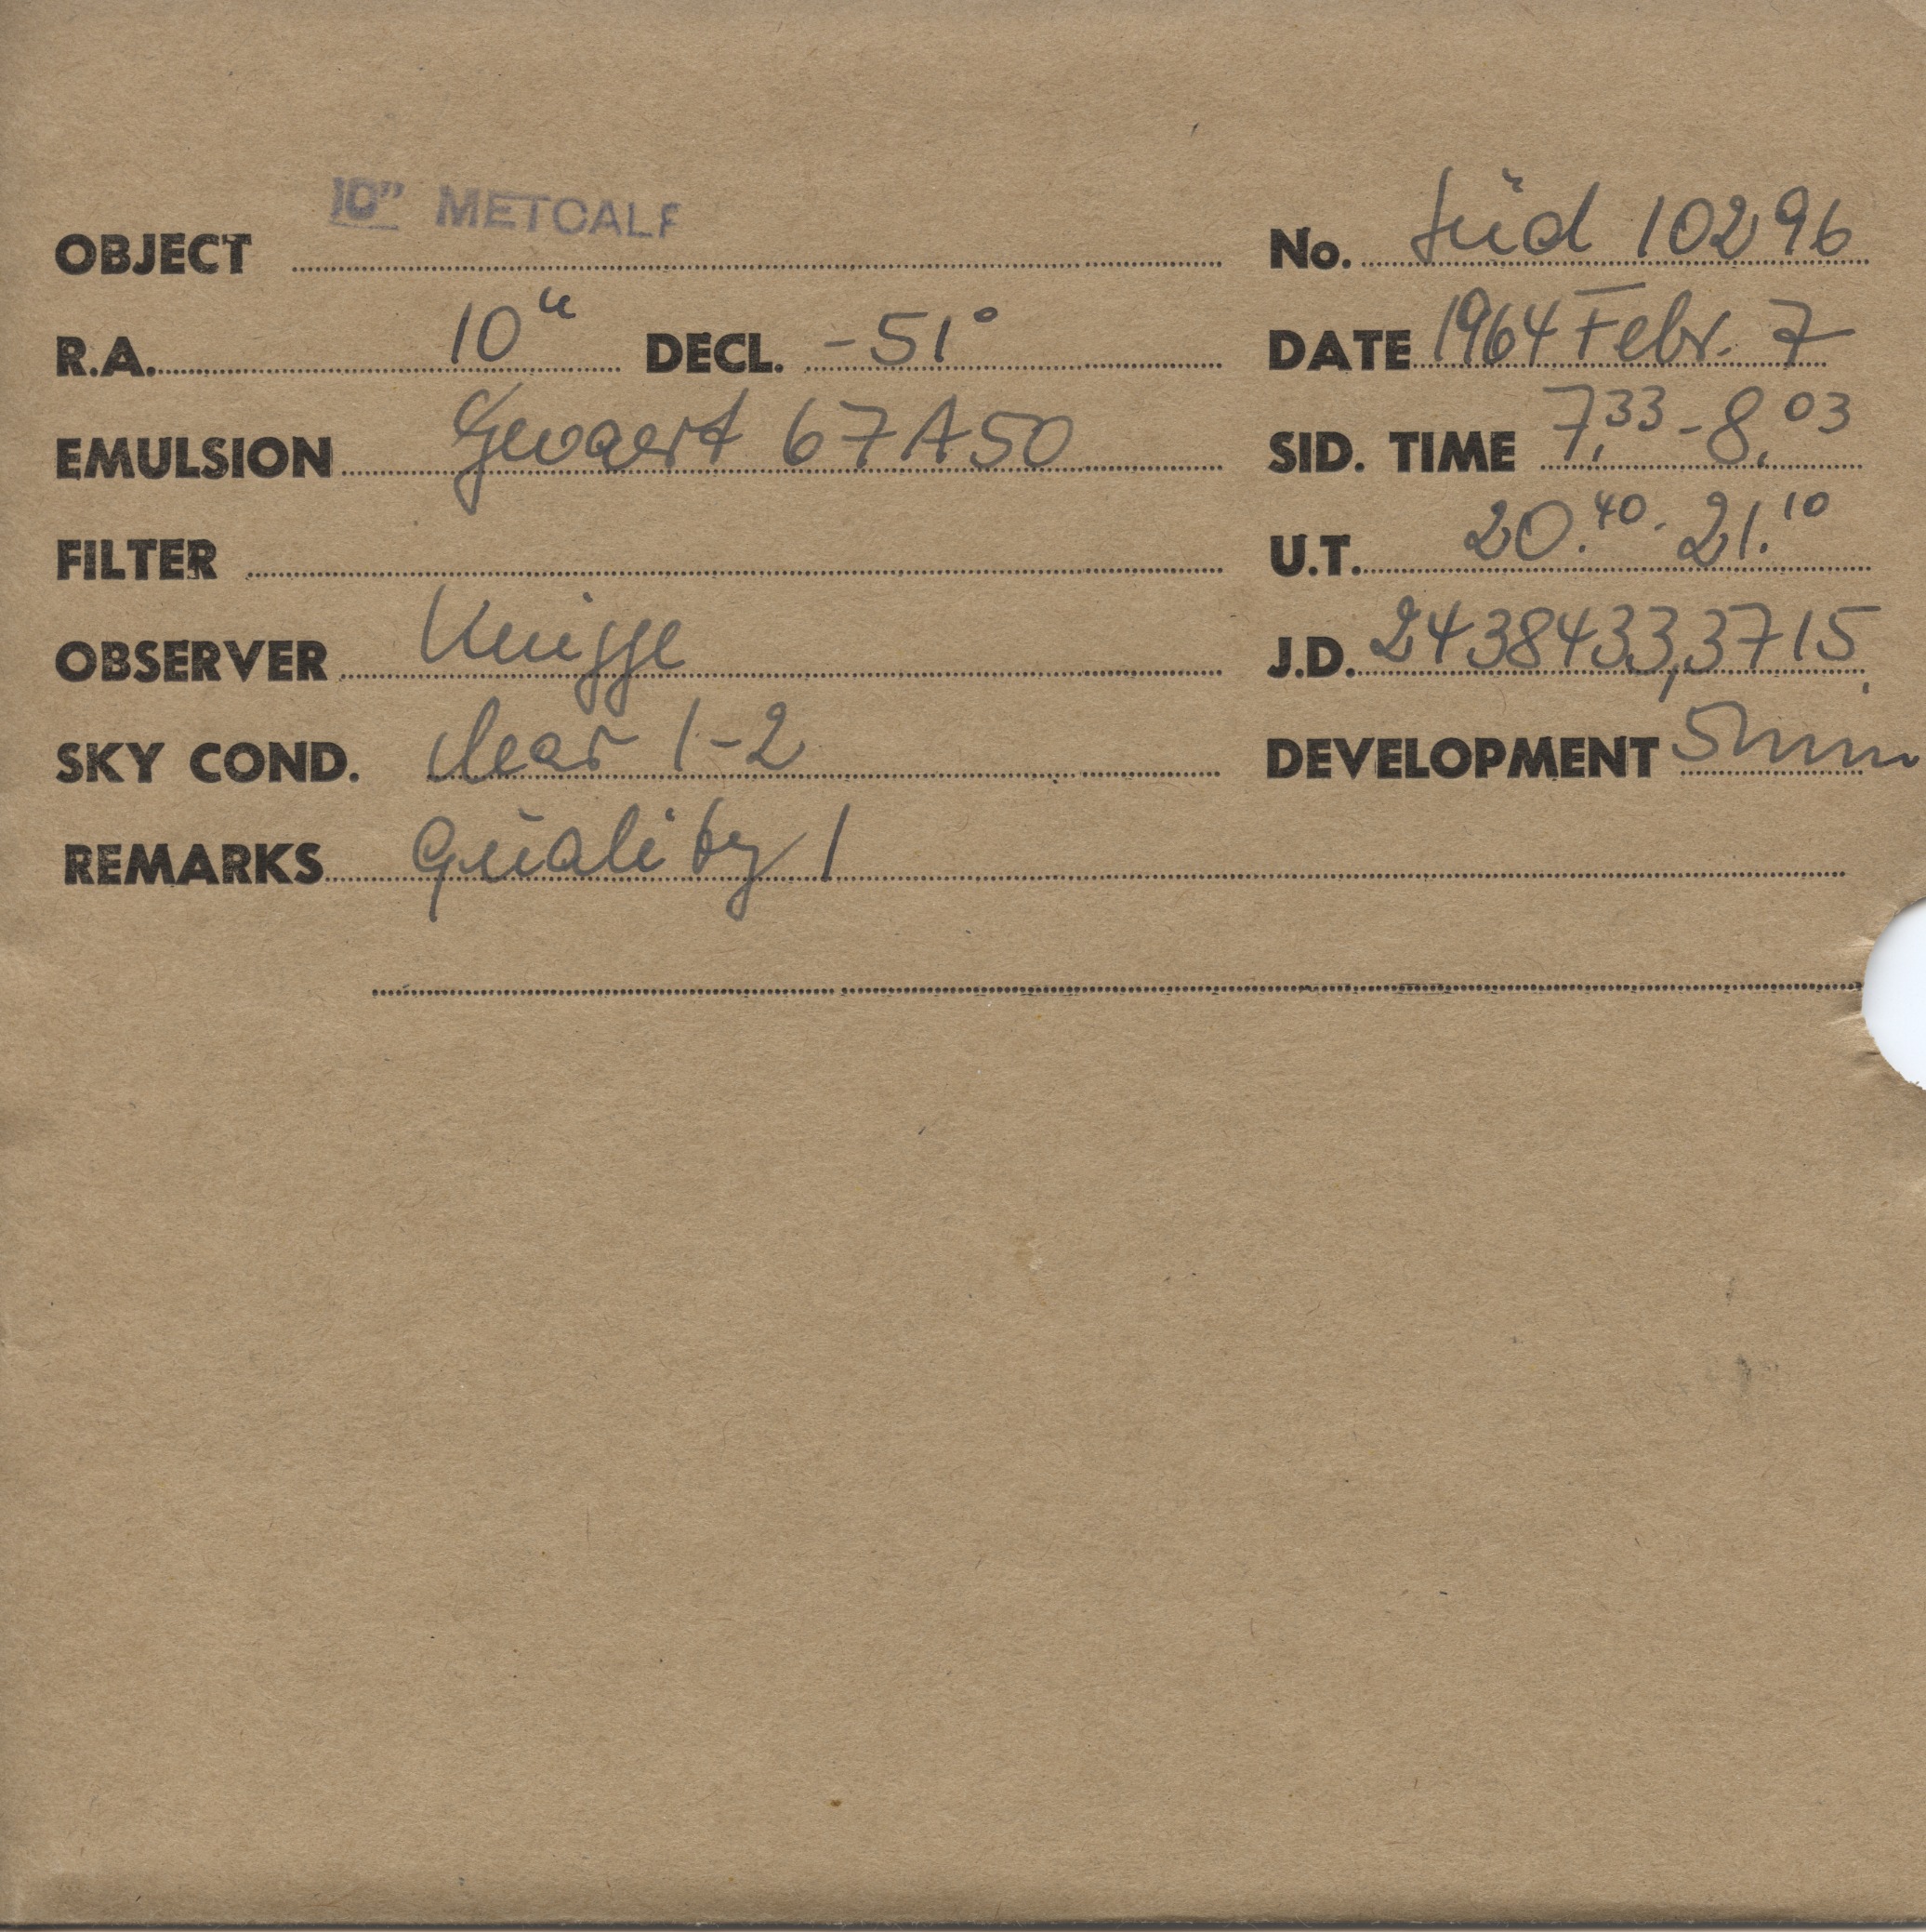 10" METCALF
OBJECT No. Süd 10296
R.A. 10h DECL. -51° DATE 1964 Febr. 7
EMULSION Gevaert 67A50 SID. TIME 7,33 - 8,03
FILTER U.T. 20.40 - 21.10
OBSERVER Knigge J.D. 2438433,3715
SKY COND. clear 1-2 DEVELOPMENT 5min
REMARKS Quality 1